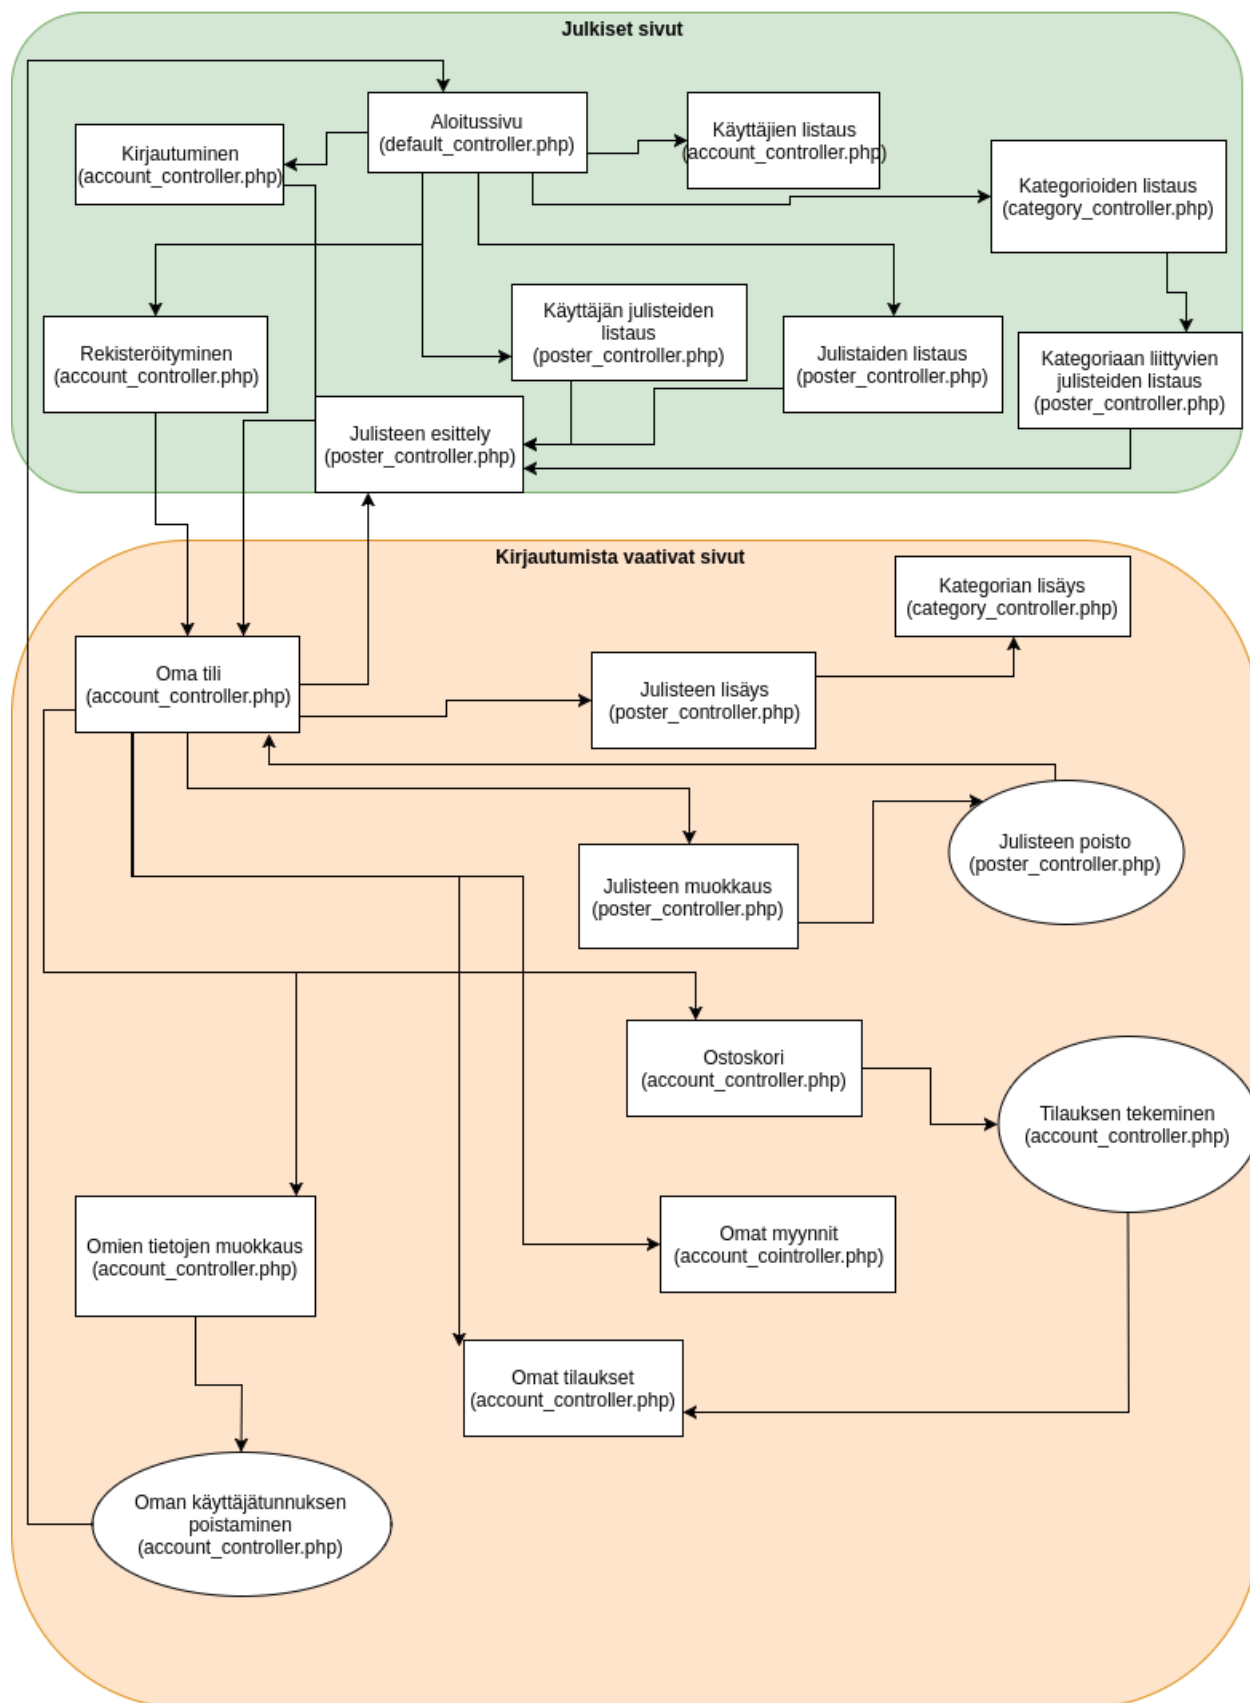 Julkiset sivut
Aloitussivu
(default_controller.php)
Käyttäjien listaus
(account_controller.php)
Kirjautuminen
(account_controller.php)
Kategorioiden listaus
(category_controller.php)
Käyttäjän julisteiden
listaus
(poster_controller.php)
Rekisteröityminen
(account_controller.php)
Julistaiden listaus
(poster_controller.php)
Kategoriaan liittyvien
julisteiden listaus
(poster_controller.php)
Julisteen esittely
(poster_controller.php)
Kirjautumista vaativat sivut
Kategorian lisäys
(category_controller.php)
Oma tili
(account_controller.php)
Julisteen lisäys
(poster_controller.php)
Julisteen poisto
(poster_controller.php)
Julisteen muokkaus
(poster_controller.php)
Ostoskori
(account_controller.php)
Tilauksen tekeminen
(account_controller.php)
Omien tietojen muokkaus
(account_controller.php)
Omat myynnit
(account_cointroller.php)
Omat tilaukset
(account_controller.php)
Oman käyttäjätunnuksen
poistaminen
(account_controller.php)